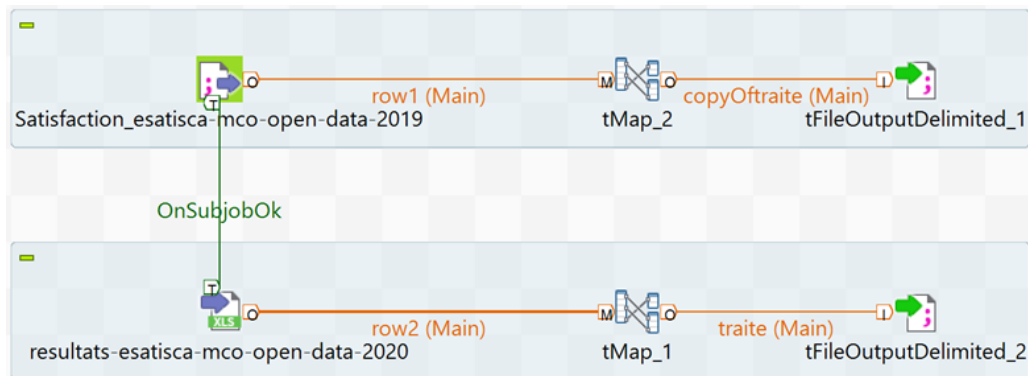 O
row1 (Main)
M
O
copyOftraite (Main)
I
T
Satisfaction_esatisca-mco-open-data-2019
tMap_2
tFileOutputDelimited_1
OnSubjobOk
T
O
row2 (Main)
M
O
traite (Main)
I
XLS
resultats-esatisca-mco-open-data-2020
tMap_1
tFileOutputDelimited_2